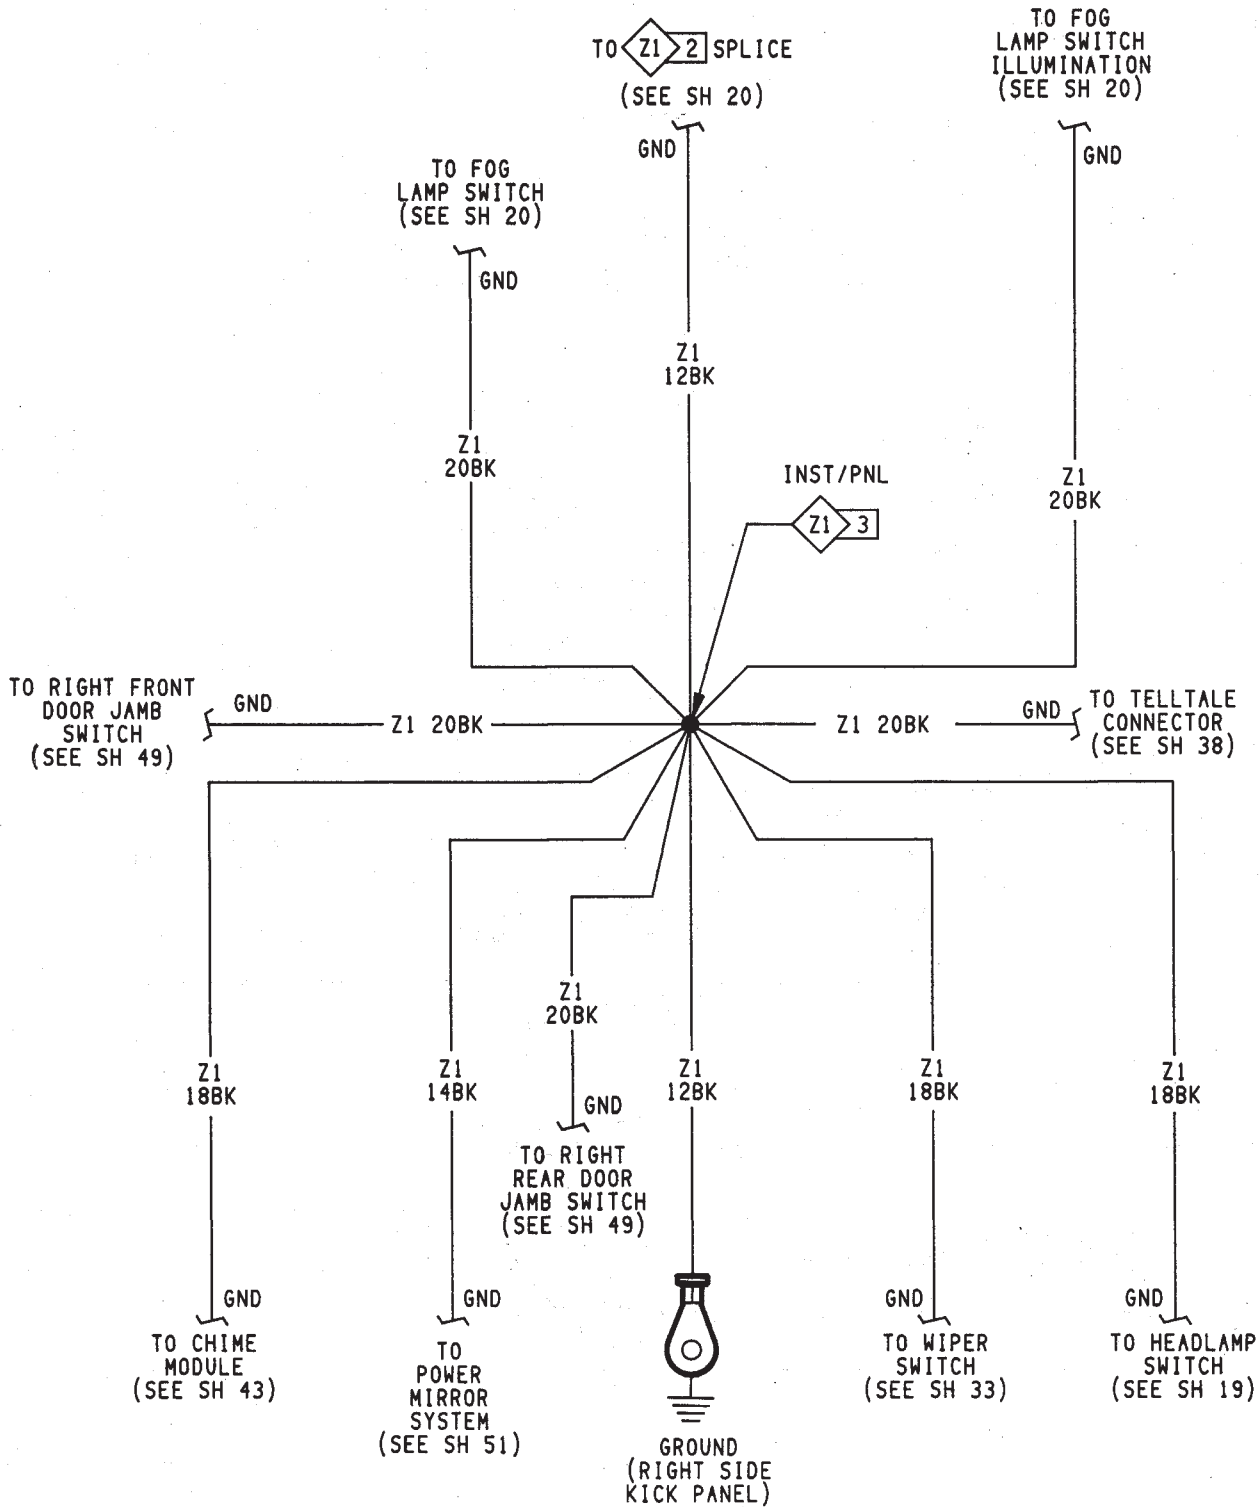 TO Z1 2 SPLICE
(SEE SH 20)
GND
TO FOG
LAMP SWITCH
ILLUMINATION
(SEE SH 20)
GND
TO FOG
LAMP SWITCH
(SEE SH 20)
GND
Z1
12BK
Z1
20BK
INST/PNL
Z1 3
Z1
20BK
TO RIGHT FRONT
DOOR JAMB
SWITCH
(SEE SH 49)
GND
Z1 20BK
Z1 20BK
GND
TO TELLTALE
CONNECTOR
(SEE SH 38)
Z1
18BK
Z1
14BK
Z1
20BK
GND
TO RIGHT
REAR DOOR
JAMB SWITCH
(SEE SH 49)
Z1
12BK
Z1
18BK
Z1
18BK
GND
TO CHIME
MODULE
(SEE SH 43)
GND
TO
POWER
MIRROR
SYSTEM
(SEE SH 51)
GROUND
(RIGHT SIDE
KICK PANEL)
GND
TO WIPER
SWITCH
(SEE SH 33)
GND
TO HEADLAMP
SWITCH
(SEE SH 19)